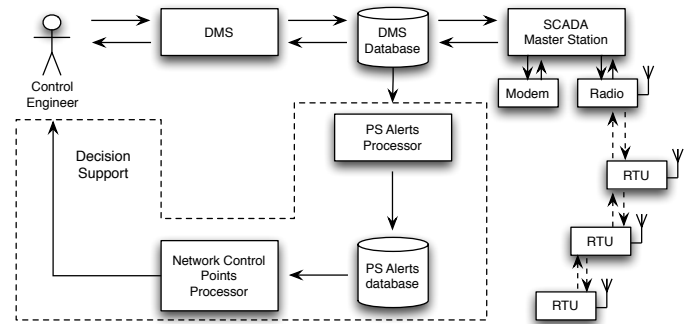 DMS
DMS
Database
SCADA
Master Station
Control
Engineer
Modem
Radio
PS Alerts
Processor
Decision
Support
RTU
RTU
Network Control
Points
Processor
PS Alerts
database
RTU